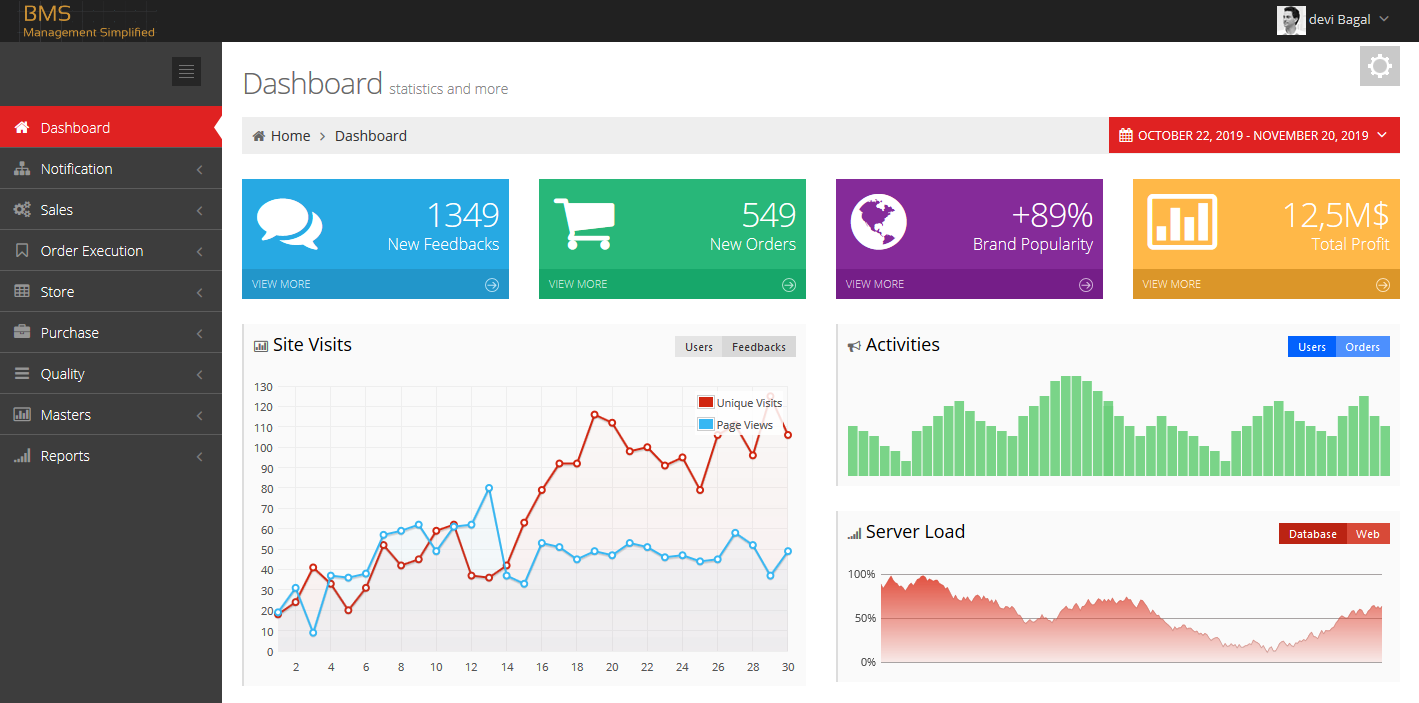 BMS
Management Simplified
devi Bagal
Dashboard
Notification
Sales
Order Execution
Store
Purchase
Quality
Masters
Reports
Dashboard statistics and more
Home > Dashboard
OCTOBER 22, 2019 - NOVEMBER 20, 2019
1349
New Feedbacks
VIEW MORE
549
New Orders
VIEW MORE
+89%
Brand Popularity
VIEW MORE
12,5M$
Total Profit
VIEW MORE
Site Visits
Users Feedbacks
Unique Visits
Page Views
130
120
110
100
90
80
70
60
50
40
30
20
10
0
2 4 6 8 10 12 14 16 18 20 22 24 26 28 30
Activities
Users Orders
Server Load
Database Web
100%
50%
0%